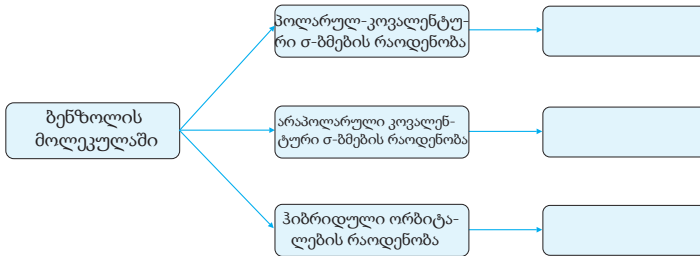 ბენზოლის
მოლეკულაში
პოლარულ-კოვალენტუ-
რი σ-ბმების რაოდენობა
არაპოლარული კოვალენ-
ტური σ-ბმების რაოდენობა
ჰიბრიდული ორბიტა-
ლების რაოდენობა